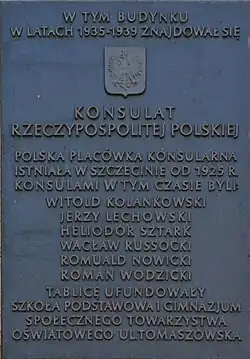 W TYM BUDYNKU
W LATACH 1935-1939 ZNAJDOWAŁ SIĘ
KONSULAT
RZECZYPOSPOLITEJ POLSKIEJ
POLSKA PLACÓWKA KONSULARNA
ISTNIAŁA W SZCZECINIE OD 1925 R.
KONSULAMI W TYM CZASIE BYLI:
WITOLD KOLANKOWSKI
JERZY LECHOWSKI
HELIODOR SZTARK
WACŁAW RUSSOCKI
ROMUALD NOWICKI
ROMAN WODZICKI
TABLICĘ UFUNDOWAŁY
SZKOŁA PODSTAWOWA I GIMNAZJUM
SPOŁECZNEGO TOWARZYSTWA
OŚWIATOWEGO UL.TOMASZOWSKA